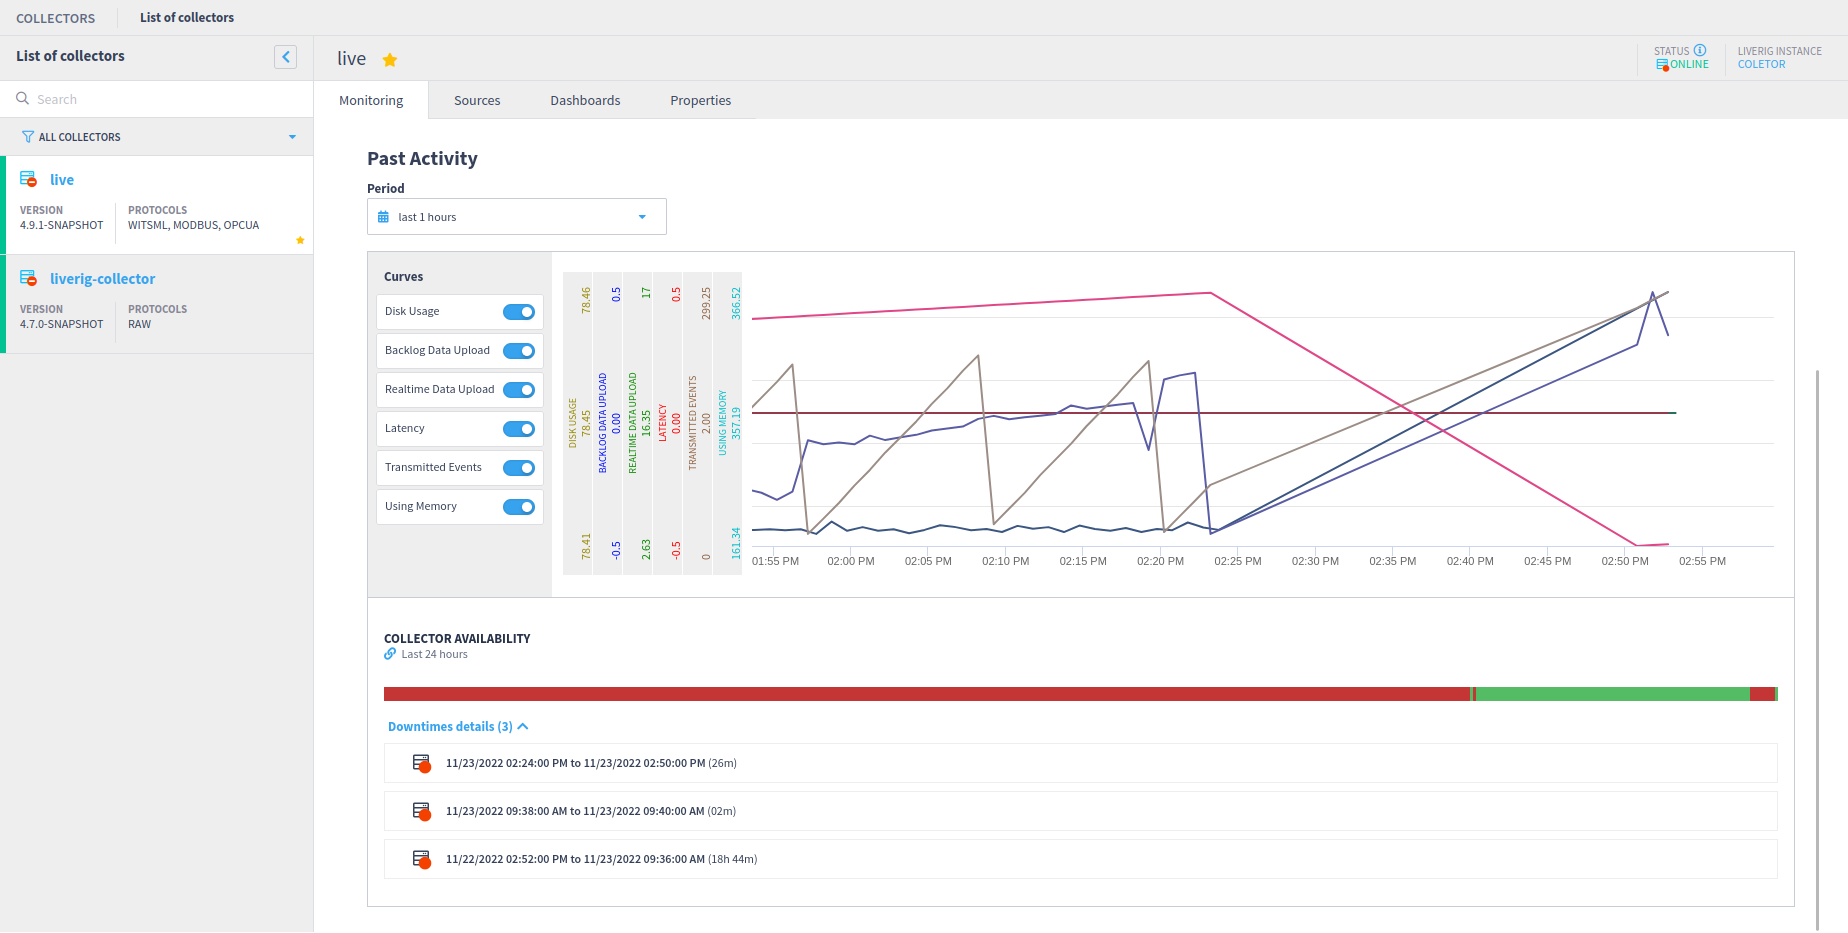 COLLECTORS
List of collectors
List of collectors
Search
ALL COLLECTORS
live
VERSION
PROTOCOLS
4.9.1-SNAPSHOT
WITSML, MODBUS, OPCUA
liverig-collector
VERSION
PROTOCOLS
4.7.0-SNAPSHOT
RAW
live
STATUS
ONLINE
LIVERIG INSTANCE
COLETOR
Monitoring
Sources
Dashboards
Properties
Past Activity
Period
last 1 hours
Curves
Disk Usage
Backlog Data Upload
Realtime Data Upload
Latency
Transmitted Events
Using Memory
DISK USAGE
78.46
78.45
78.41
BACKLOG DATA UPLOAD
0.5
0.00
-0.5
REALTIME DATA UPLOAD
17
16.35
2.63
LATENCY
0.5
0.00
-0.5
TRANSMITTED EVENTS
299.25
2.00
0
USING MEMORY
366.52
357.19
161.34
01:55 PM
02:00 PM
02:05 PM
02:10 PM
02:15 PM
02:20 PM
02:25 PM
02:30 PM
02:35 PM
02:40 PM
02:45 PM
02:50 PM
02:55 PM
COLLECTOR AVAILABILITY
Last 24 hours
Downtimes details (3)
11/23/2022 02:24:00 PM to 11/23/2022 02:50:00 PM (26m)
11/23/2022 09:38:00 AM to 11/23/2022 09:40:00 AM (02m)
11/22/2022 02:52:00 PM to 11/23/2022 09:36:00 AM (18h 44m)